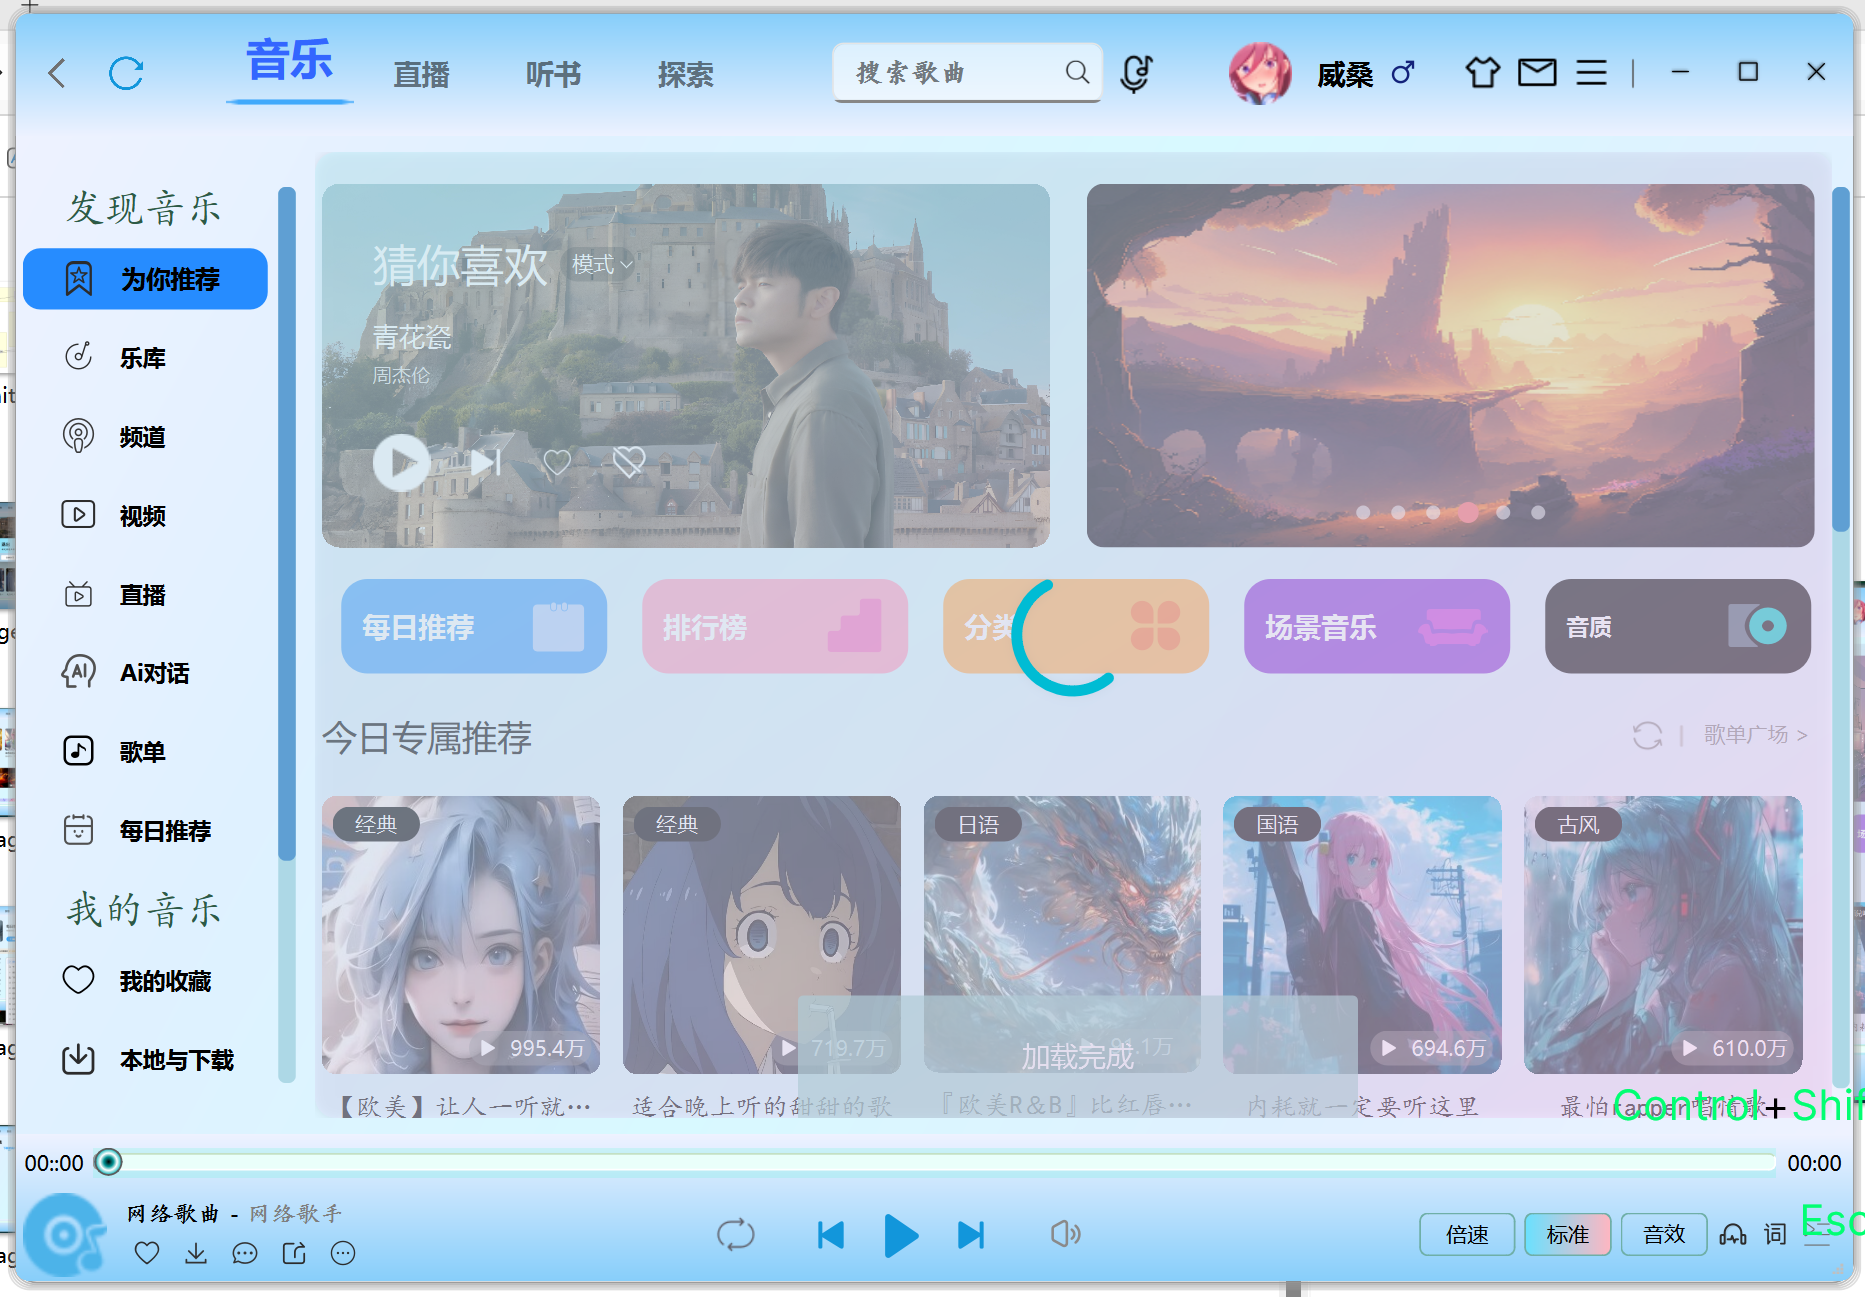 音乐
直播
听书
探索
搜索歌曲
威桑
发现音乐
为你推荐
乐库
频道
视频
直播
Ai对话
歌单
每日推荐
我的音乐
我的收藏
本地与下载
猜你喜欢 模式
青花瓷
周杰伦
每日推荐
排行榜
分类
场景音乐
音质
今日专属推荐
歌单广场 >
经典
经典
日语
国语
古风
995.4万
719.7万
694.6万
610.0万
加载完成
【欧美】让人一听就…
适合晚上听的甜甜的歌
『欧美R&B』比红唇…
内耗就一定要听这里
最怕rapper唱情歌
Control+Shif
00::00
00:00
网络歌曲 - 网络歌手
倍速
标准
音效
词
Esc